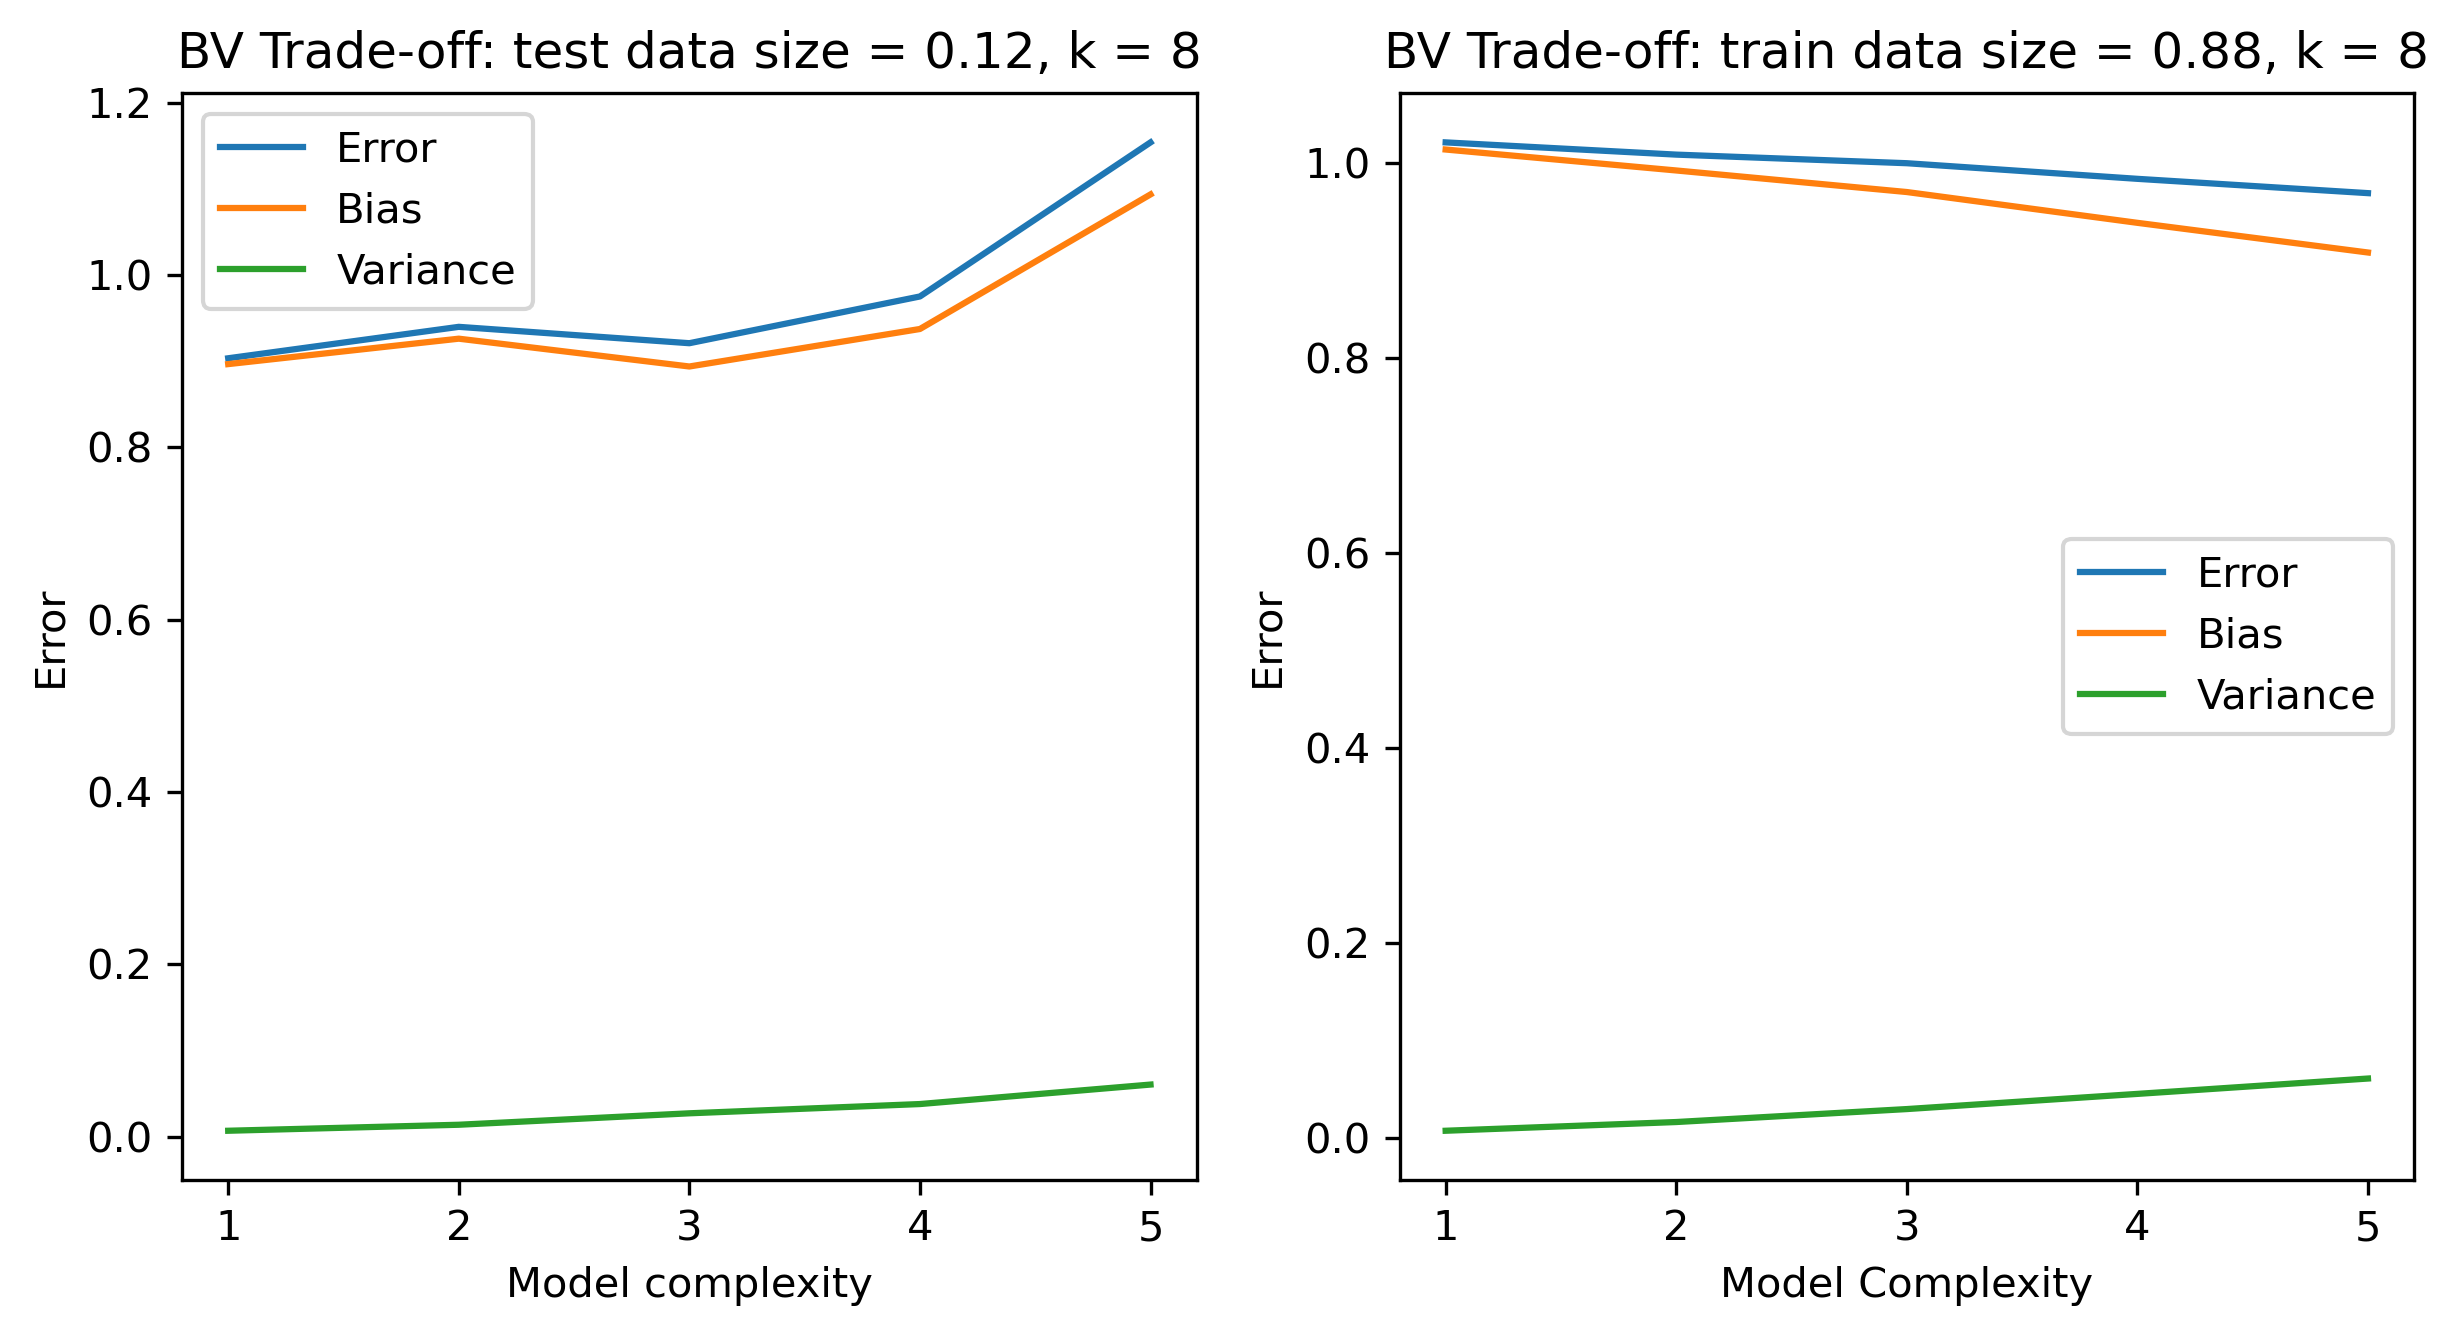 BV Trade-off: test data size = 0.12, k = 8
1.2
1.0
0.8
0.6
0.4
0.2
0.0
Error
Error
Bias
Variance
1 2 3 4 5
Model complexity
BV Trade-off: train data size = 0.88, k = 8
1.0
0.8
0.6
0.4
0.2
0.0
Error
Error
Bias
Variance
1 2 3 4 5
Model Complexity